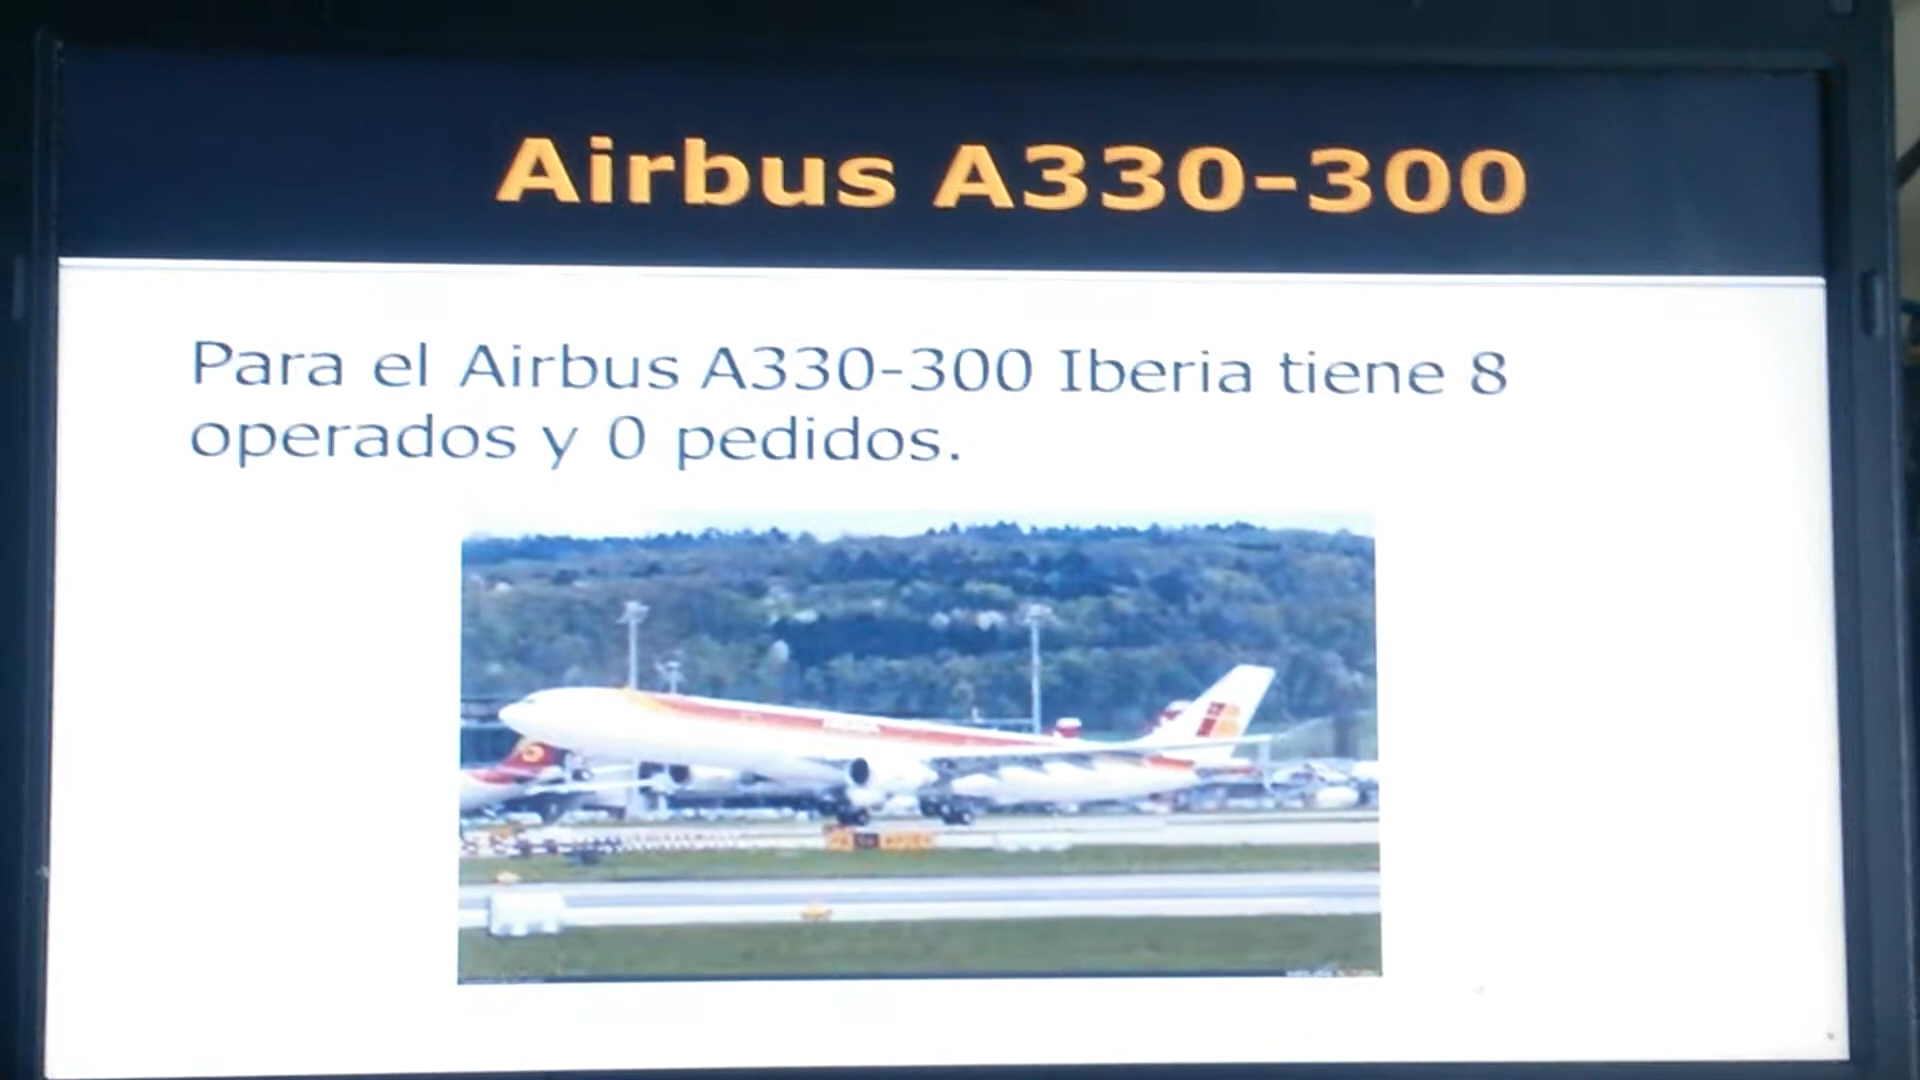 Airbus A330-300
Para el Airbus A330-300 Iberia tiene 8
operados y 0 pedidos.